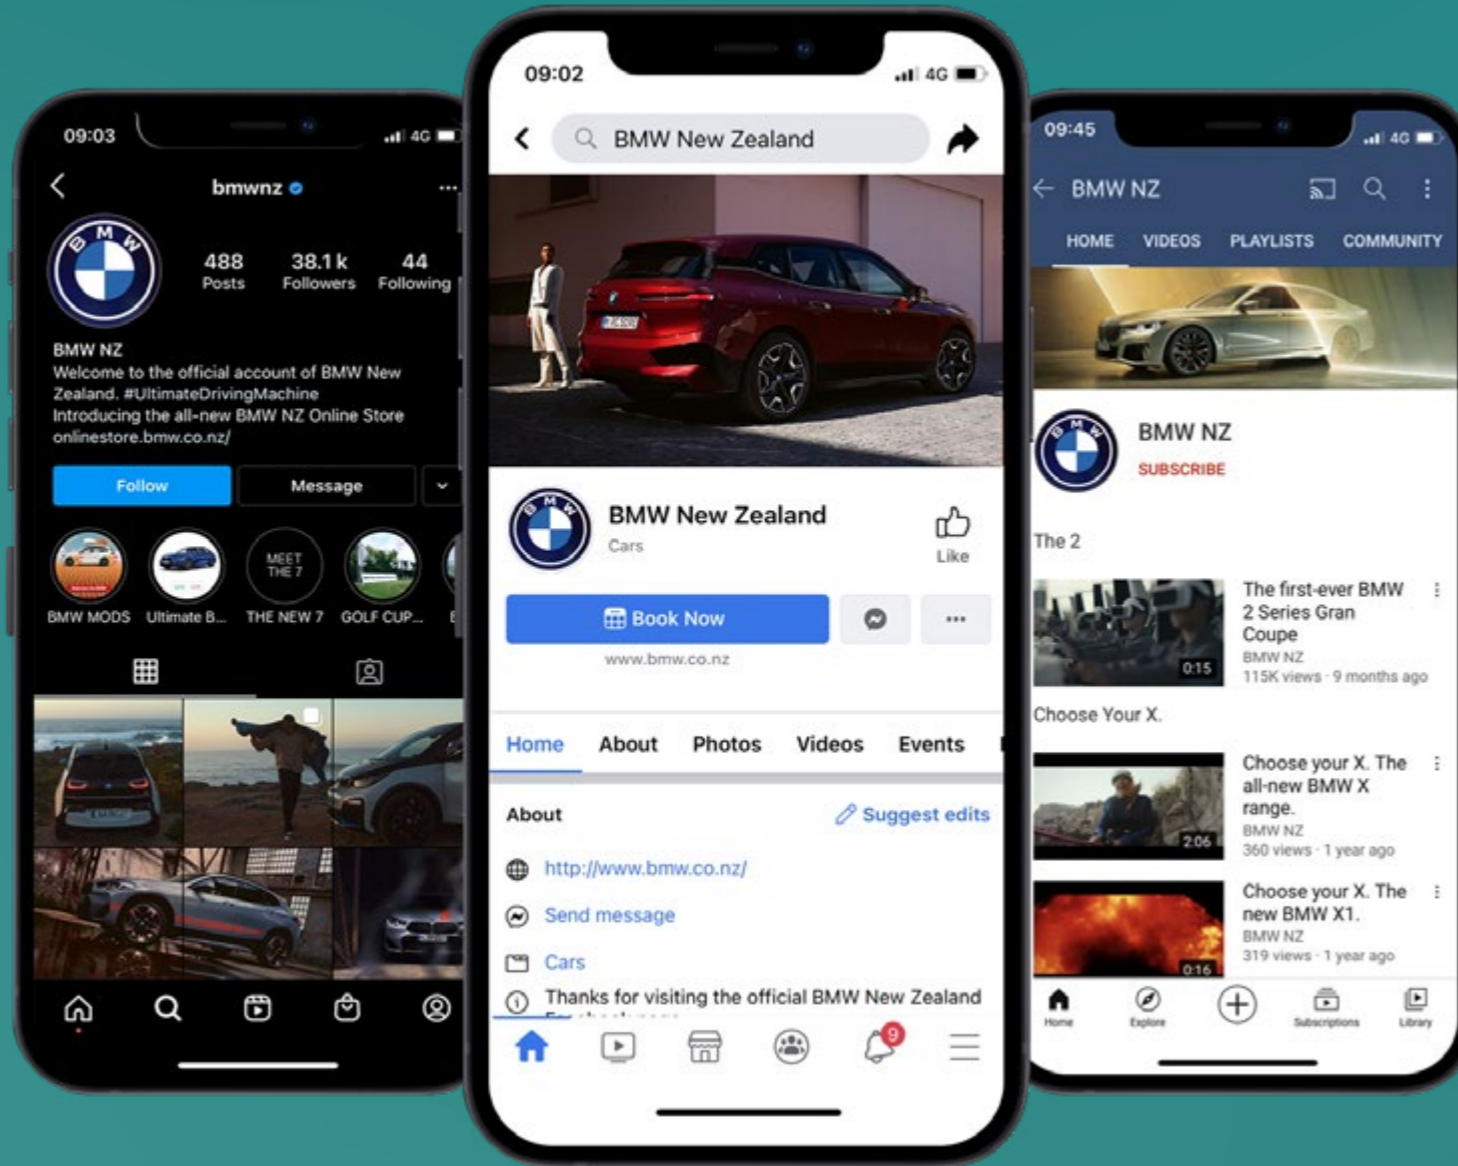 09:03
4G
bmwnz
BMW
488
38.1 k
44
Posts
Followers
Following
BMW NZ
Welcome to the official account of BMW New
Zealand. #UltimateDrivingMachine
Introducing the all-new BMW NZ Online Store
onlinestore.bmw.co.nz/
Follow
Message
MEET
THE 7
BMW MODS
Ultimate B...
THE NEW 7
GOLF CUP...
09:02
4G
BMW New Zealand
BMW
BMW New Zealand
Cars
Like
Book Now
www.bmw.co.nz
Home
About
Photos
Videos
Events
About
Suggest edits
http://www.bmw.co.nz/
Send message
Cars
Thanks for visiting the official BMW New Zealand
9
09:45
4G
BMW NZ
HOME
VIDEOS
PLAYLISTS
COMMUNITY
BMW
BMW NZ
SUBSCRIBE
The 2
0:15
The first-ever BMW
2 Series Gran
Coupe
BMW NZ
115K views · 9 months ago
Choose Your X.
2:06
Choose your X. The
all-new BMW X
range.
BMW NZ
360 views · 1 year ago
0:16
Choose your X. The
new BMW X1.
BMW NZ
319 views · 1 year ago
Home
Explore
Subscriptions
Library